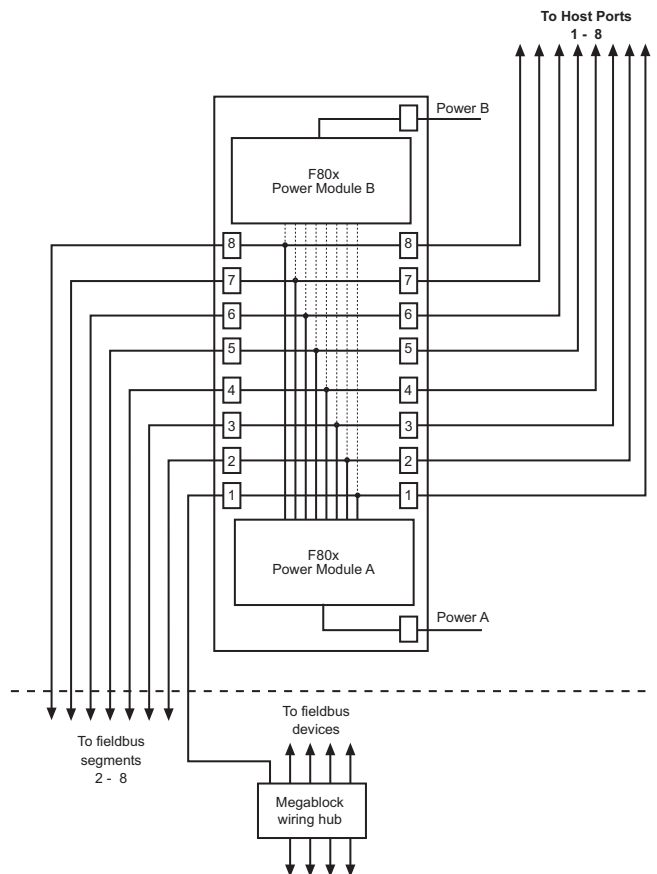 To Host Ports
1 - 8
Power B
F80x
Power Module B
8 8
7 7
6 6
5 5
4 4
3 3
2 2
1 1
F80x
Power Module A
Power A
To fieldbus
segments
2 - 8
To fieldbus
devices
Megablock
wiring hub